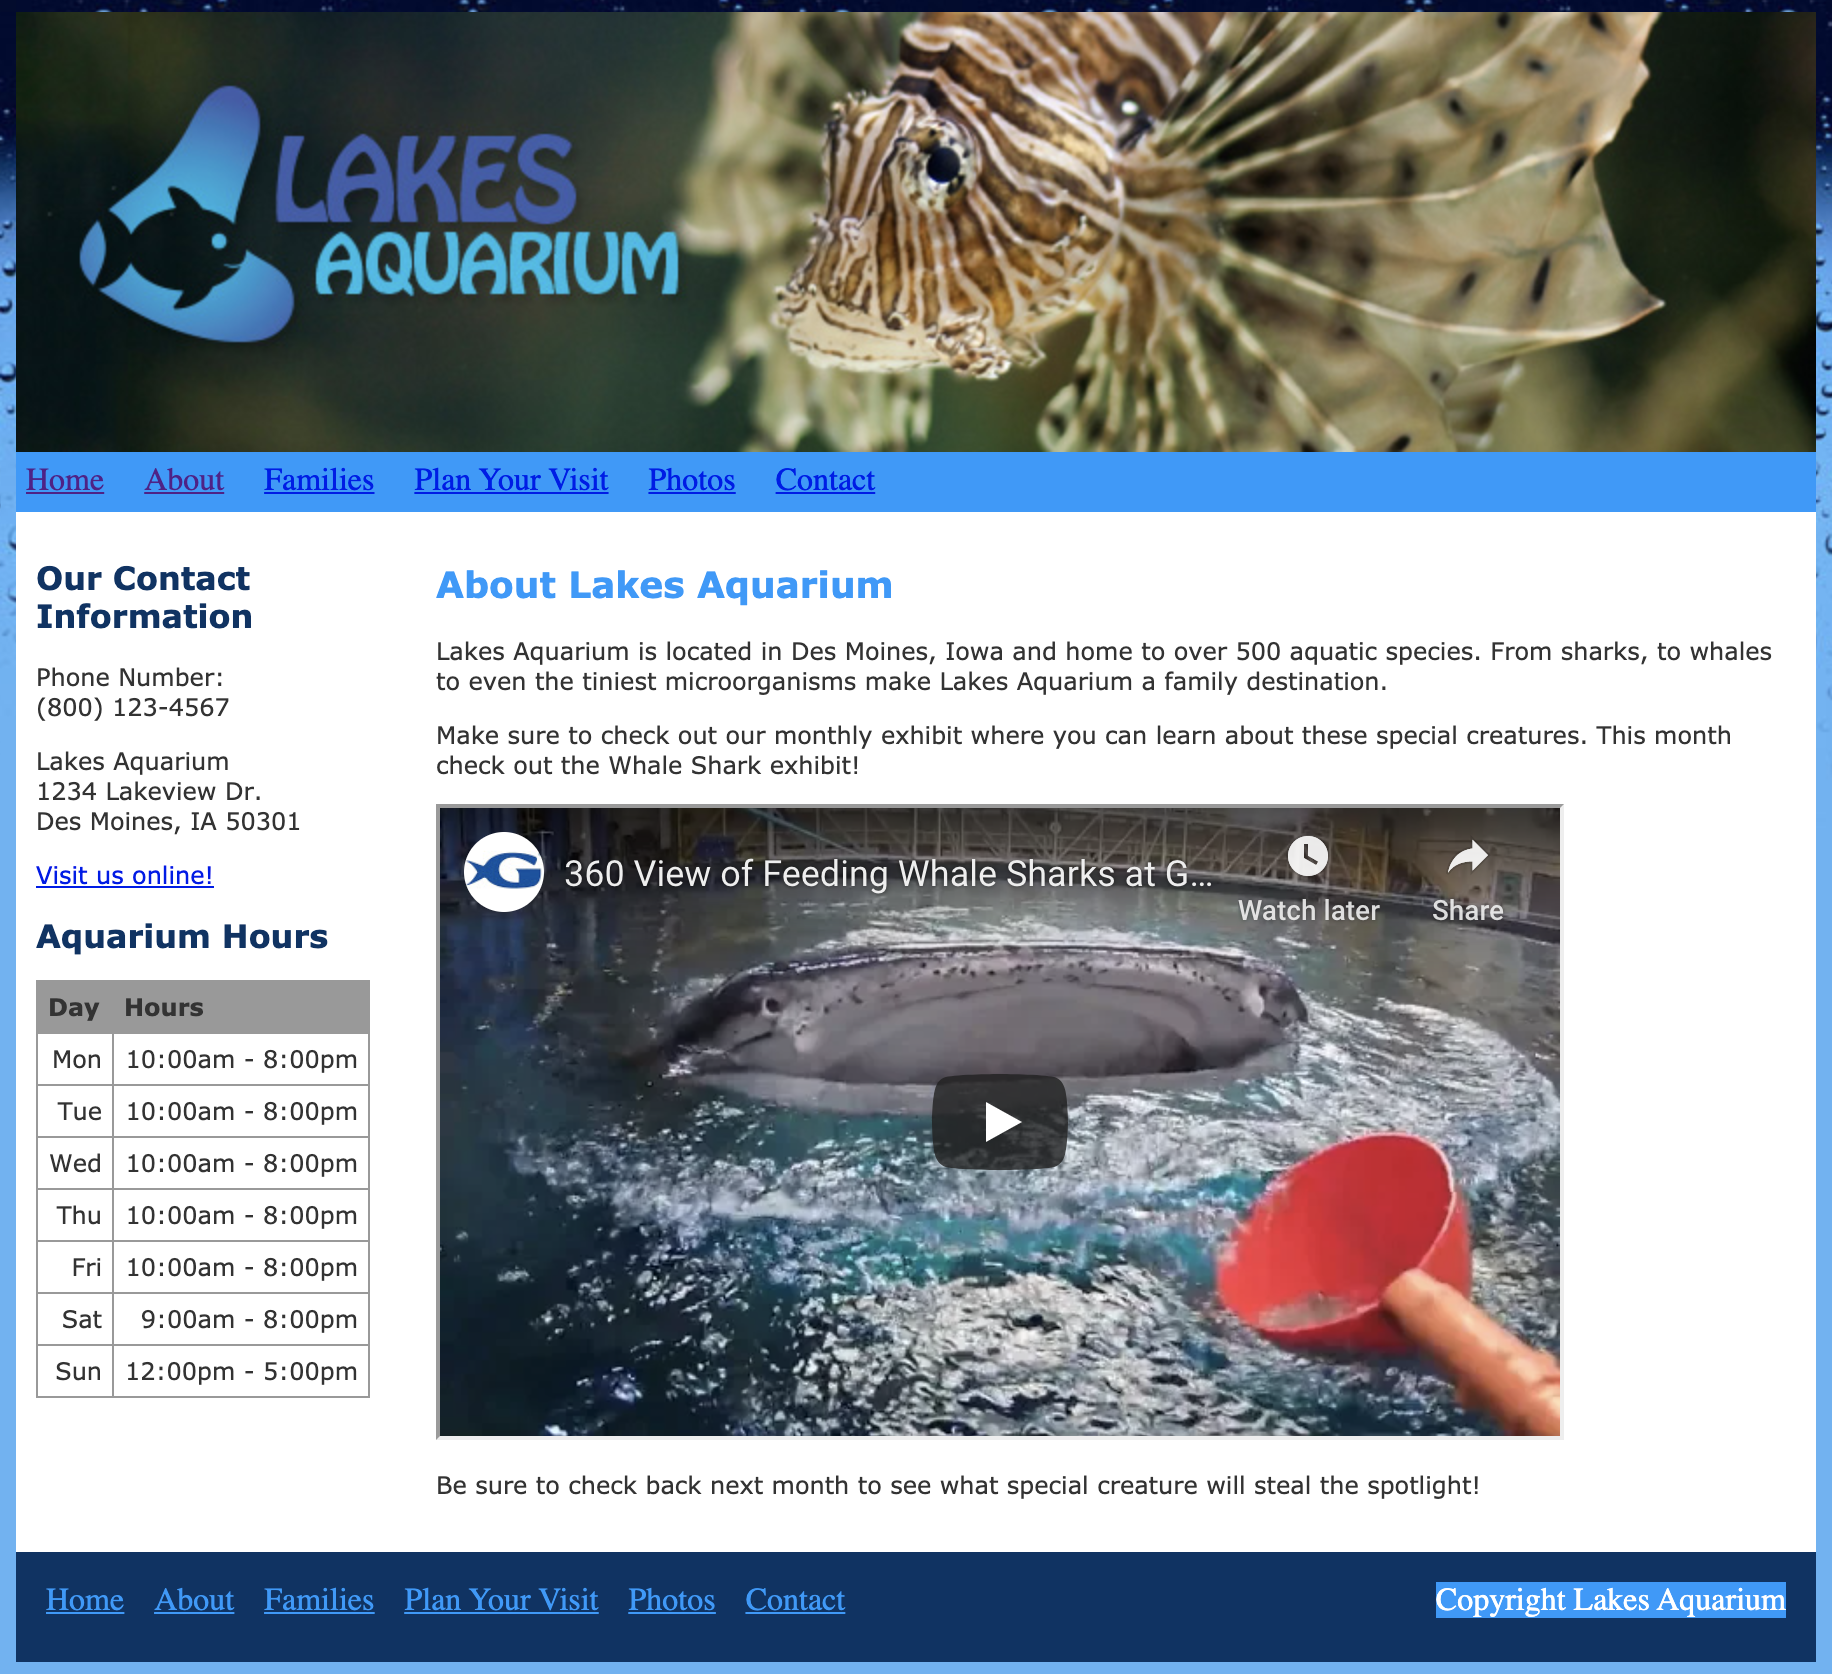 LAKES
AQUARIUM
Home About Families Plan Your Visit Photos Contact
Our Contact
Information
Phone Number:
(800) 123-4567
Lakes Aquarium
1234 Lakeview Dr.
Des Moines, IA 50301
Visit us online!
Aquarium Hours
Day Hours
Mon 10:00am - 8:00pm
Tue 10:00am - 8:00pm
Wed 10:00am - 8:00pm
Thu 10:00am - 8:00pm
Fri 10:00am - 8:00pm
Sat 9:00am - 8:00pm
Sun 12:00pm - 5:00pm
About Lakes Aquarium
Lakes Aquarium is located in Des Moines, Iowa and home to over 500 aquatic species. From sharks, to whales
to even the tiniest microorganisms make Lakes Aquarium a family destination.
Make sure to check out our monthly exhibit where you can learn about these special creatures. This month
check out the Whale Shark exhibit!
G
360 View of Feeding Whale Sharks at G...
Watch later
Share
Be sure to check back next month to see what special creature will steal the spotlight!
Home About Families Plan Your Visit Photos Contact
Copyright Lakes Aquarium